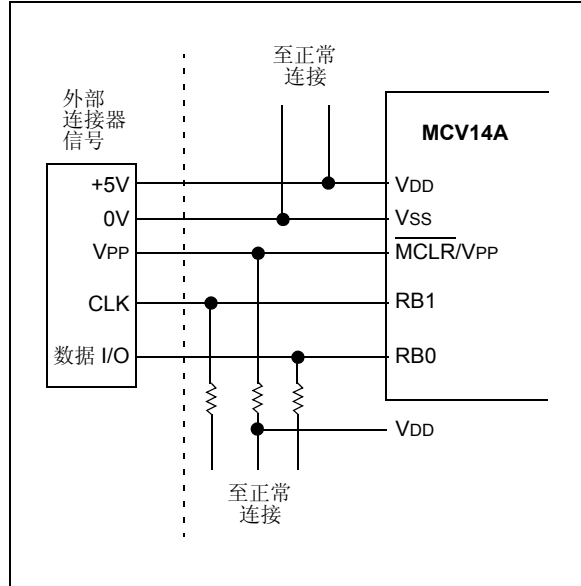 至正常
连接
外部
连接器
信号
MCV14A
+5V
VDD
0V
VSS
VPP
MCLR/VPP
CLK
RB1
数据 I/O
RB0
VDD
至正常
连接